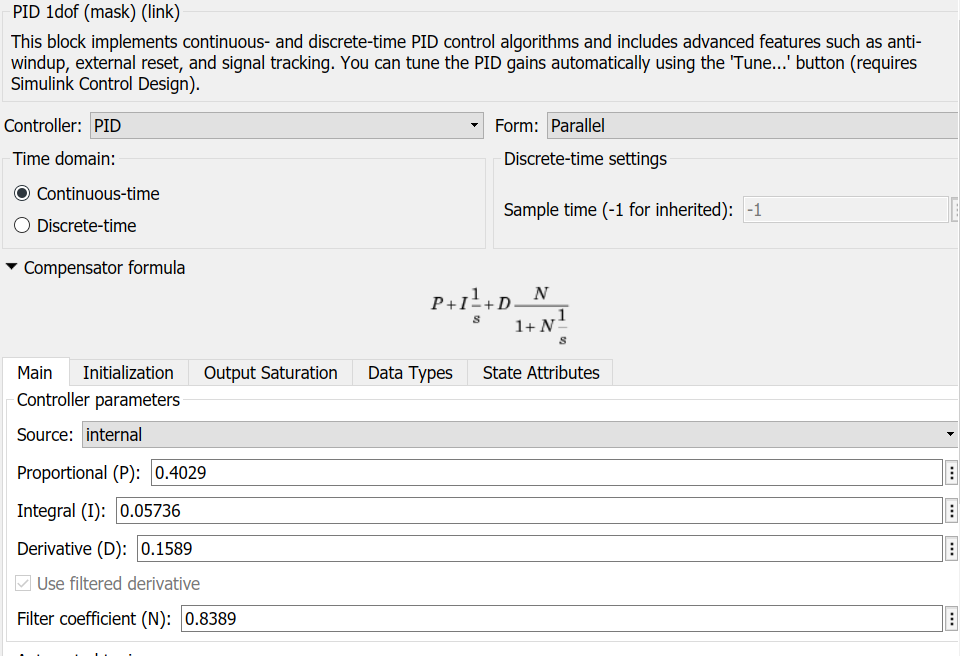 PID 1dof (mask) (link)
This block implements continuous- and discrete-time PID control algorithms and includes advanced features such as anti-
windup, external reset, and signal tracking. You can tune the PID gains automatically using the 'Tune...' button (requires
Simulink Control Design).
Controller: PID Form: Parallel
Time domain: Discrete-time settings
Continuous-time
Sample time (-1 for inherited): -1
Discrete-time
Compensator formula
P + I 1/s + D N/(1 + N 1/s)
Main Initialization Output Saturation Data Types State Attributes
Controller parameters
Source: internal
Proportional (P): 0.4029
Integral (I): 0.05736
Derivative (D): 0.1589
Use filtered derivative
Filter coefficient (N): 0.8389